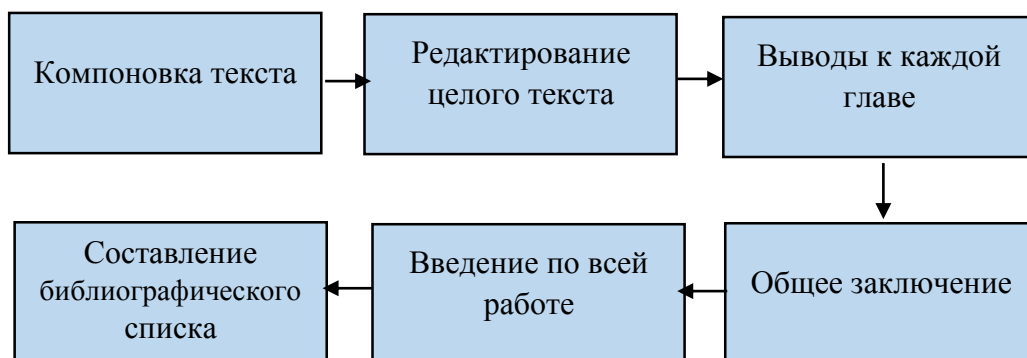 Компоновка текста
Редактирование
целого текста
Выводы к каждой
главе
Общее заключение
Введение по всей
работе
Составление
библиографического
списка